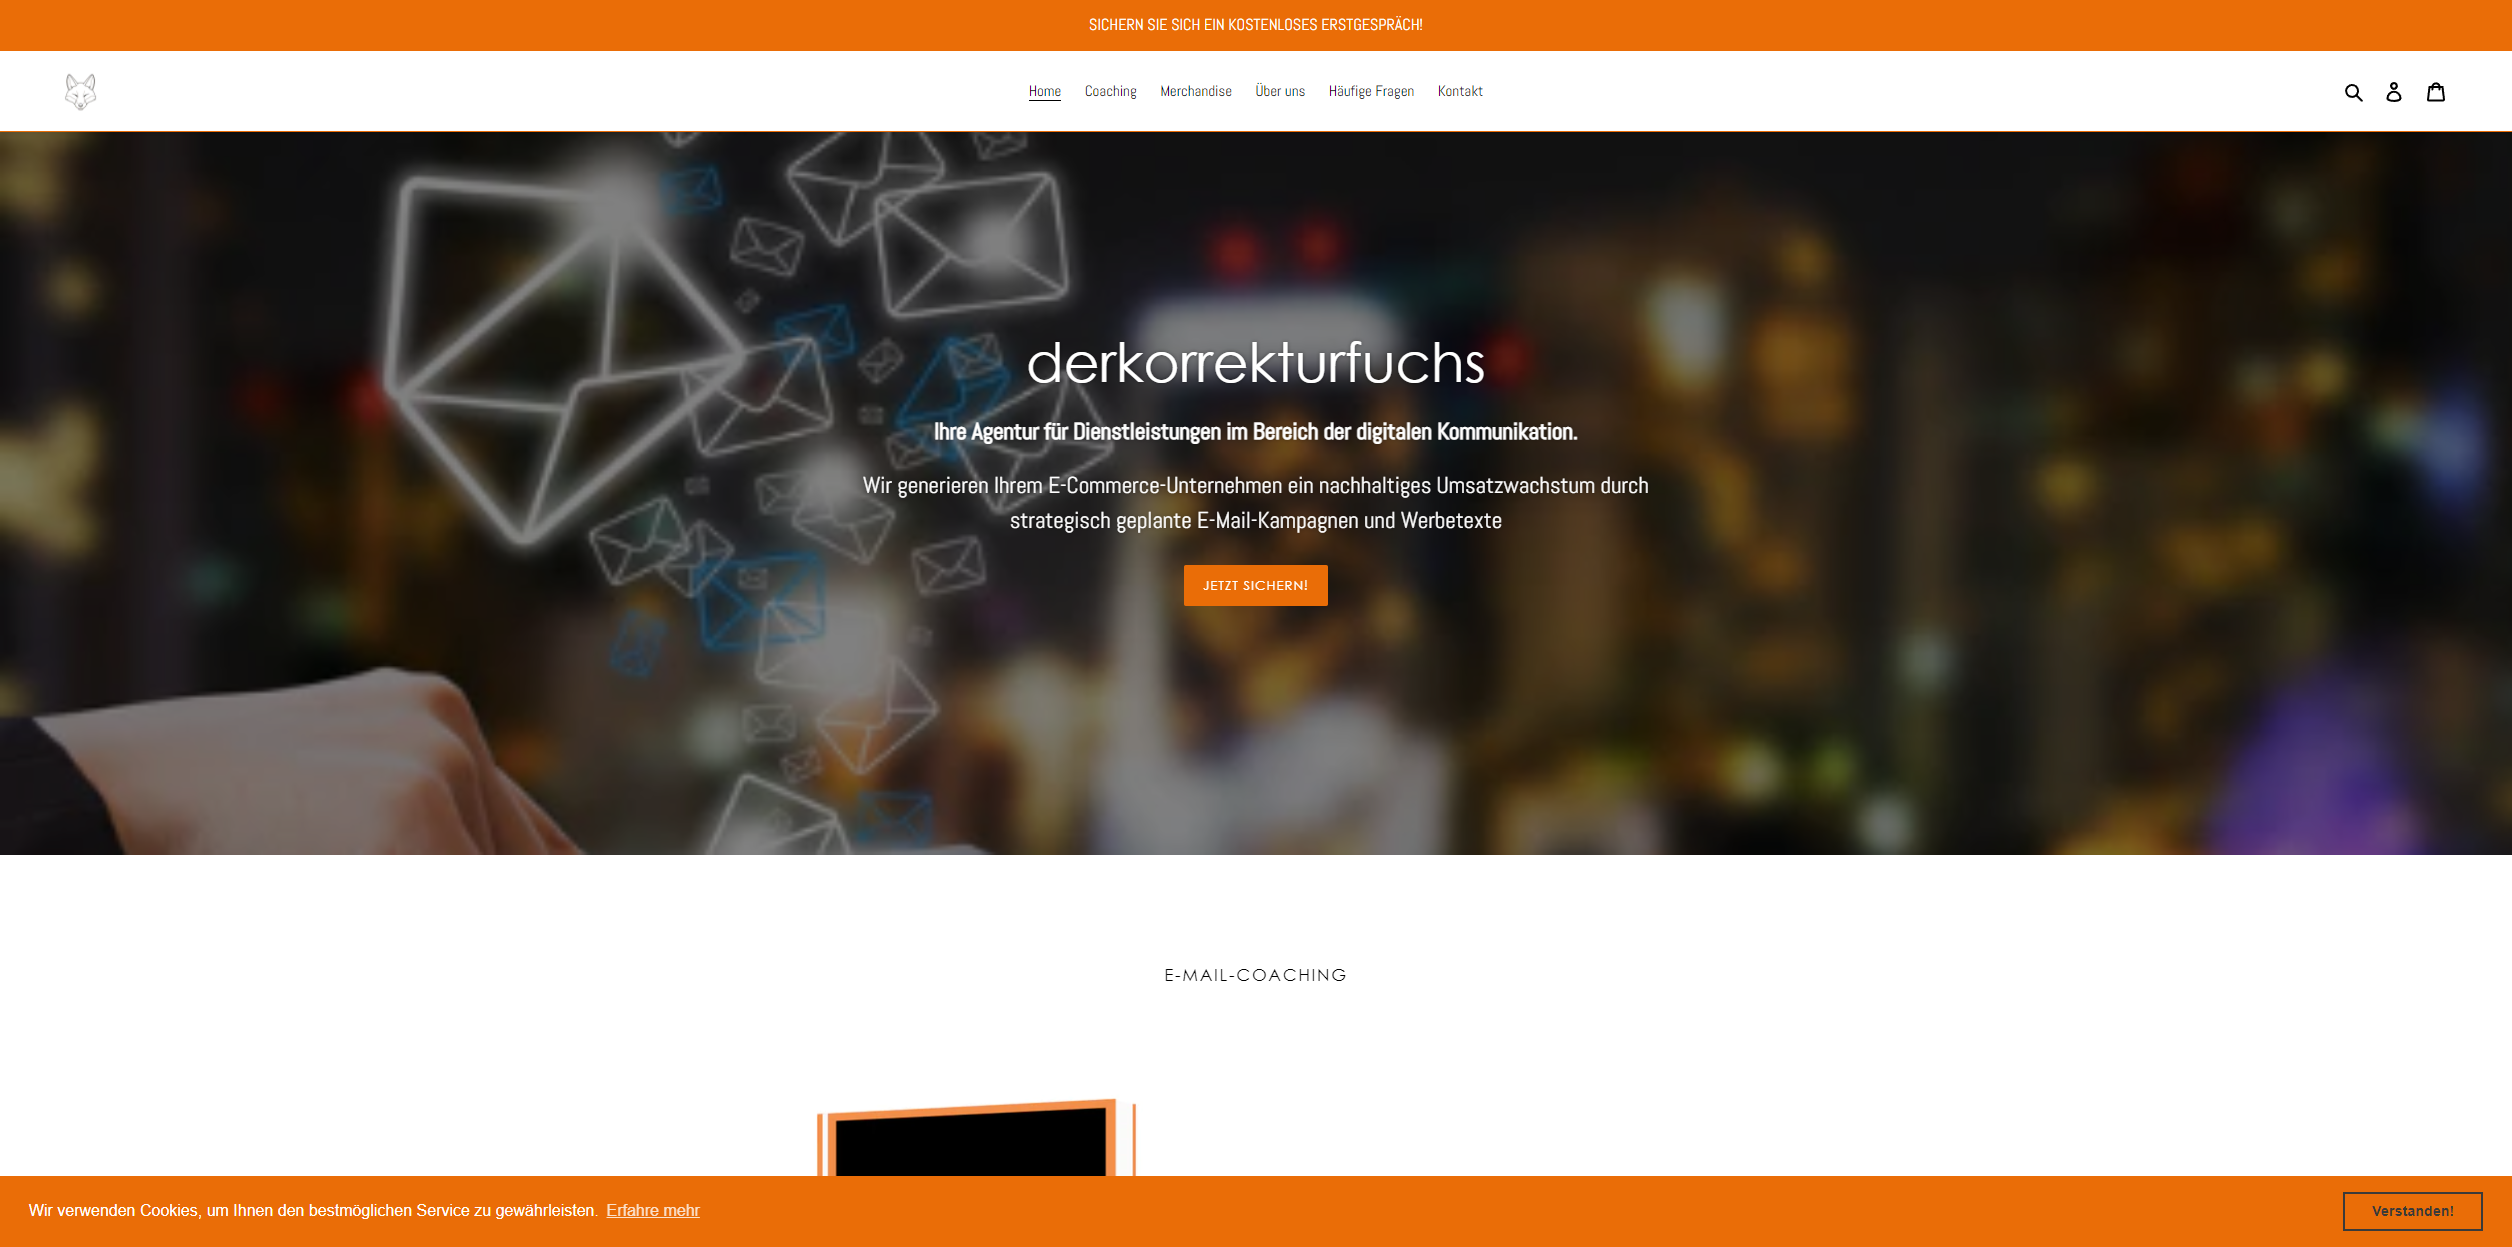 SICHERN SIE SICH EIN KOSTENLOSES ERSTGESPRÄCH!
Home Coaching Merchandise Über uns Häufige Fragen Kontakt
derkorrekturfuchs
Ihre Agentur für Dienstleistungen im Bereich der digitalen Kommunikation.
Wir generieren Ihrem E-Commerce-Unternehmen ein nachhaltiges Umsatzwachstum durch
strategisch geplante E-Mail-Kampagnen und Werbetexte
JETZT SICHERN!
E-MAIL-COACHING
Wir verwenden Cookies, um Ihnen den bestmöglichen Service zu gewährleisten. Erfahre mehr
Verstanden!